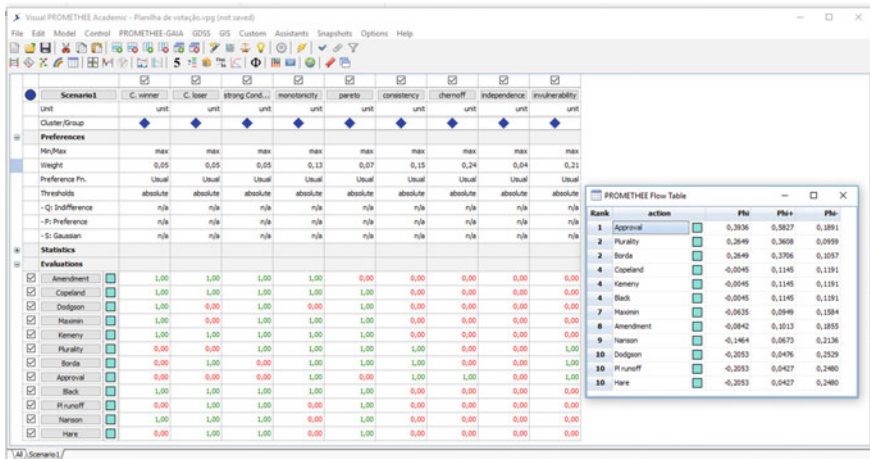 Visual PROMETHEE Academic - Planilha de votação.vpg (not saved)
File Edit Model Control PROMETHEE-GAIA GDSS GIS Custom Assistants Snapshots Options Help
Scenario1 C. winner C. loser strong Cond... monotonicity pareto consistency chernoff independence invulnerability
Unit unit unit unit unit unit unit unit unit unit
Cluster/Group
Preferences
Min/Max max max max max max max max max max
Weight 0,05 0,05 0,05 0,13 0,07 0,15 0,24 0,04 0,21
Preference Fn. Usual Usual Usual Usual Usual Usual Usual Usual Usual
Thresholds absolute absolute absolute absolute absolute absolute absolute absolute absolute
- Q: Indifference n/a n/a n/a n/a n/a n/a n/a n/a n/a
- P: Preference n/a n/a n/a n/a n/a n/a n/a n/a n/a
- S: Gaussian n/a n/a n/a n/a n/a n/a n/a n/a n/a
Statistics
Evaluations
Amendment 1,00 1,00 1,00 1,00 0,00 0,00 0,00 0,00 0,00
Copeland 1,00 1,00 1,00 1,00 1,00 0,00 0,00 0,00 0,00
Dodgson 1,00 0,00 1,00 0,00 1,00 0,00 0,00 0,00 0,00
Maximin 1,00 0,00 1,00 1,00 1,00 0,00 0,00 0,00 0,00
Kemeny 1,00 1,00 1,00 1,00 1,00 0,00 0,00 0,00 0,00
Plurality 0,00 0,00 1,00 1,00 1,00 1,00 0,00 0,00 1,00
Borda 0,00 1,00 0,00 1,00 1,00 1,00 0,00 0,00 1,00
Approval 0,00 0,00 0,00 1,00 0,00 1,00 1,00 0,00 1,00
Black 1,00 1,00 1,00 1,00 1,00 0,00 0,00 0,00 0,00
Pl runoff 0,00 1,00 1,00 0,00 1,00 0,00 0,00 0,00 0,00
Nanson 1,00 1,00 1,00 0,00 1,00 0,00 0,00 0,00 0,00
Hare 0,00 1,00 1,00 0,00 1,00 0,00 0,00 0,00 0,00
All Scenario1
PROMETHEE Flow Table
Rank action Phi Phi+ Phi-
1 Approval 0,3936 0,5827 0,1891
2 Plurality 0,2649 0,3608 0,0959
2 Borda 0,2649 0,3706 0,1057
4 Copeland -0,0045 0,1145 0,1191
4 Kemeny -0,0045 0,1145 0,1191
4 Black -0,0045 0,1145 0,1191
7 Maximin -0,0635 0,0949 0,1584
8 Amendment -0,0842 0,1013 0,1855
9 Nanson -0,1464 0,0673 0,2136
10 Dodgson -0,2053 0,0476 0,2529
10 Pl runoff -0,2053 0,0427 0,2480
10 Hare -0,2053 0,0427 0,2480